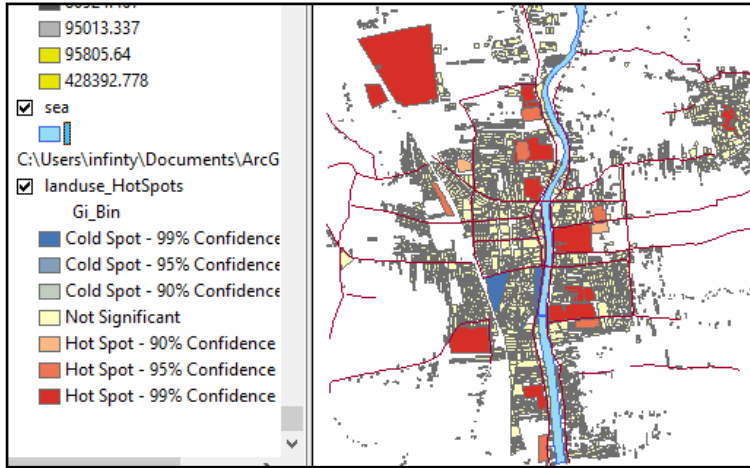 95013.337
95805.64
428392.778
sea
C:\Users\infinty\Documents\ArcG
landuse_HotSpots
Gi_Bin
Cold Spot - 99% Confidence
Cold Spot - 95% Confidence
Cold Spot - 90% Confidence
Not Significant
Hot Spot - 90% Confidence
Hot Spot - 95% Confidence
Hot Spot - 99% Confidence